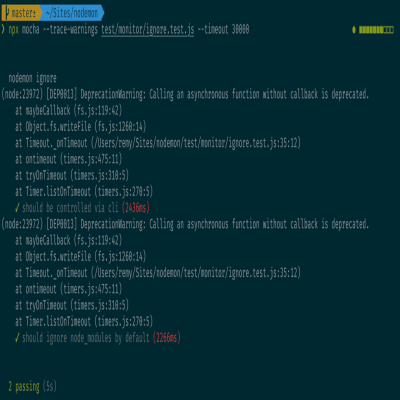 master± ~/Sites/nodemon
❯ npx mocha --trace-warnings test/monitor/ignore.test.js --timeout 30000
nodemon ignore
(node:23972) [DEP0013] DeprecationWarning: Calling an asynchronous function without callback is deprecated.
at maybeCallback (fs.js:119:42)
at Object.fs.writeFile (fs.js:1260:14)
at Timeout._onTimeout (/Users/remy/Sites/nodemon/test/monitor/ignore.test.js:35:12)
at ontimeout (timers.js:475:11)
at tryOnTimeout (timers.js:310:5)
at Timer.listOnTimeout (timers.js:270:5)
✓ should be controlled via cli (2436ms)
(node:23972) [DEP0013] DeprecationWarning: Calling an asynchronous function without callback is deprecated.
at maybeCallback (fs.js:119:42)
at Object.fs.writeFile (fs.js:1260:14)
at Timeout._onTimeout (/Users/remy/Sites/nodemon/test/monitor/ignore.test.js:35:12)
at ontimeout (timers.js:475:11)
at tryOnTimeout (timers.js:310:5)
at Timer.listOnTimeout (timers.js:270:5)
✓ should ignore node_modules by default (2266ms)
2 passing (5s)